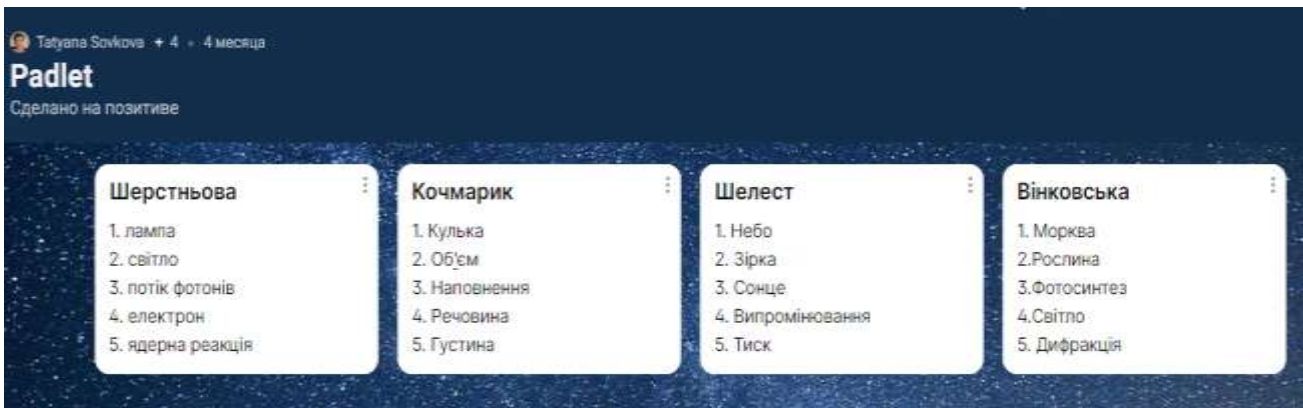 Tatyana Sovkova + 4 • 4 месяца
Padlet
Сделано на позитиве
Шерстньова
1. лампа
2. світло
3. потік фотонів
4. електрон
5. ядерна реакція
Кочмарик
1. Кулька
2. Об'єм
3. Наповнення
4. Речовина
5. Густина
Шелест
1. Небо
2. Зірка
3. Сонце
4. Випромінювання
5. Тиск
Вінковська
1. Морква
2.Рослина
3.Фотосинтез
4.Світло
5. Дифракція